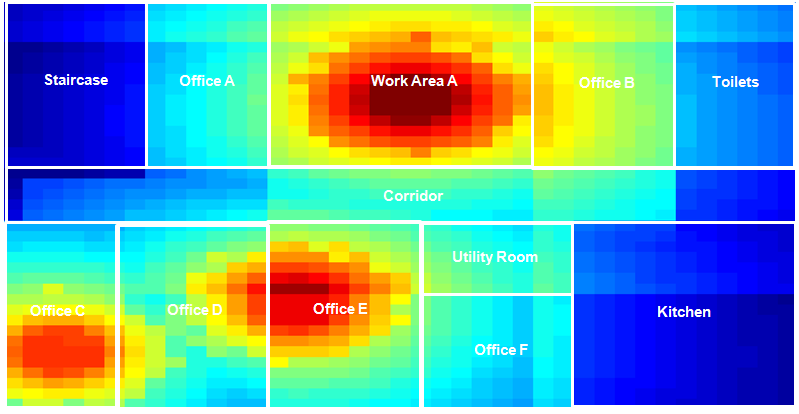 Staircase
Office A
Work Area A
Office B
Toilets
Corridor
Office C
Office D
Office E
Utility Room
Office F
Kitchen